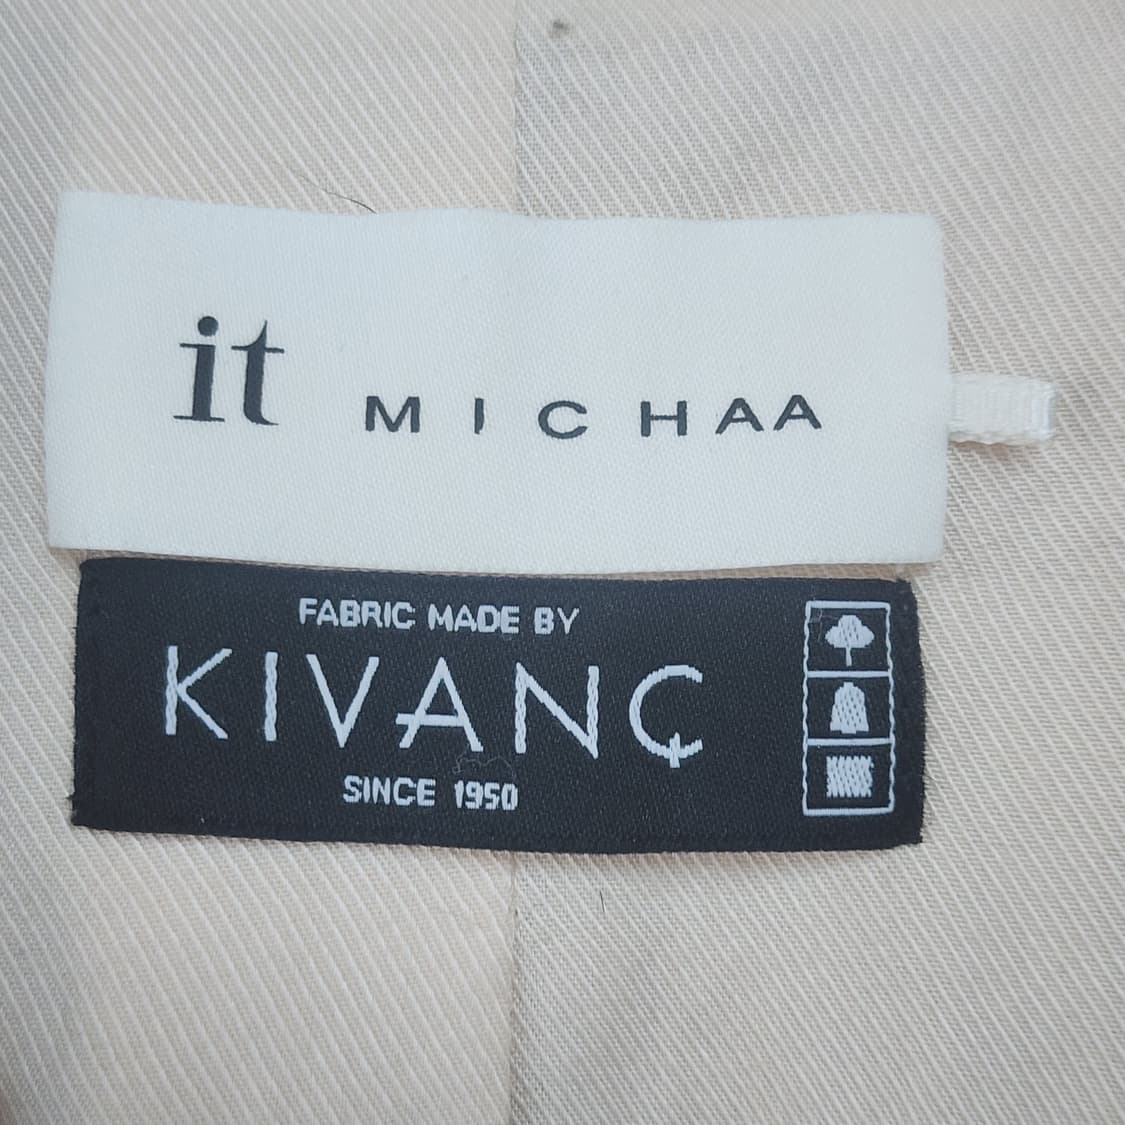 it MICHAA
FABRIC MADE BY
KIVANÇ
SINCE 1950